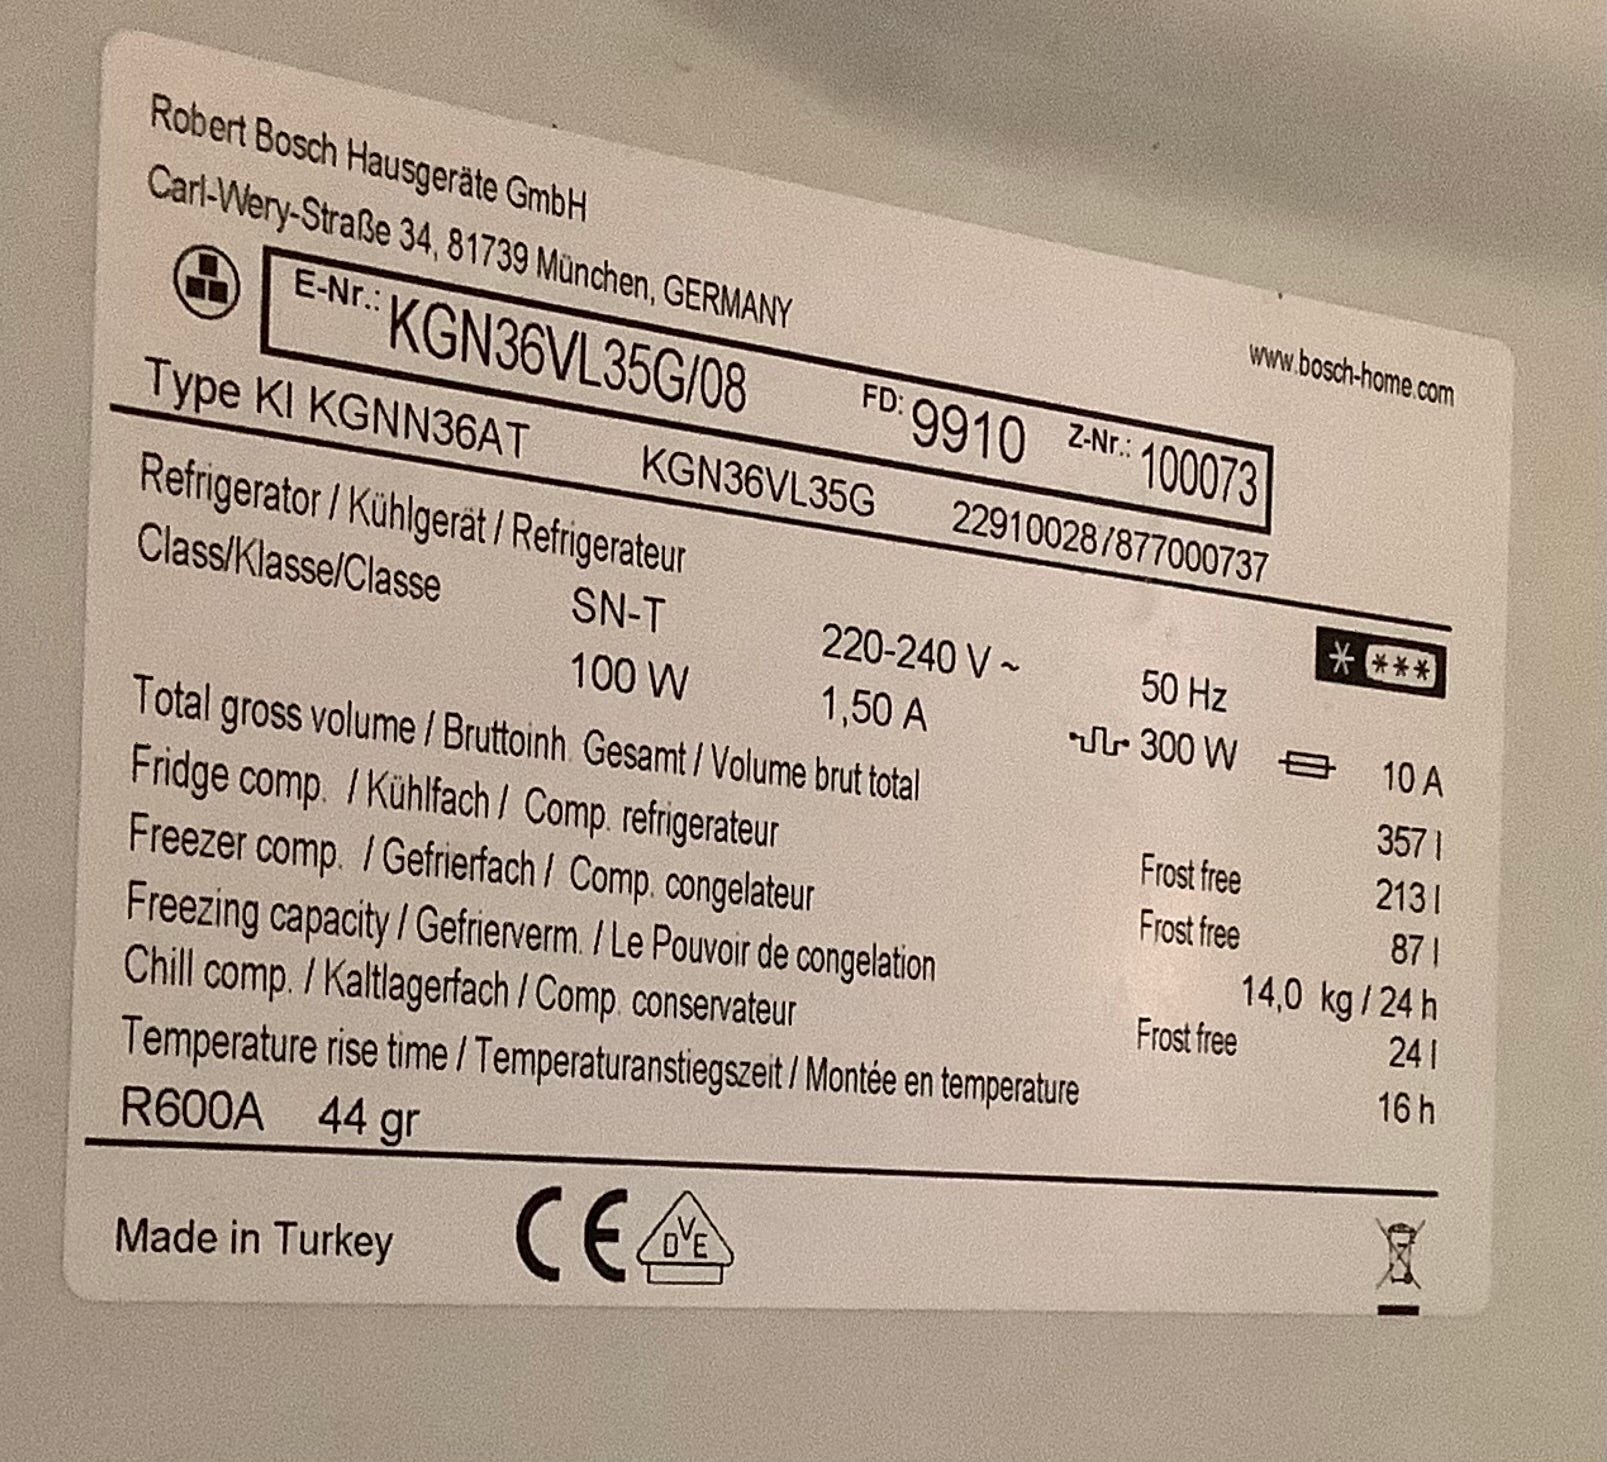 Robert Bosch Hausgeräte GmbH
Carl-Wery-Straße 34, 81739 München, GERMANY
www.bosch-home.com
E-Nr.: KGN36VL35G/08 FD: 9910 Z-Nr.: 100073
Type KI KGNN36AT KGN36VL35G 22910028/877000737
Refrigerator / Kühlgerät / Refrigerateur
* ***
Class/Klasse/Classe SN-T 220-240 V ~ 50 Hz
100 W 1,50 A 300 W 10 A
Total gross volume / Bruttoinh. Gesamt / Volume brut total 357 l
Fridge comp. / Kühlfach / Comp. refrigerateur Frost free 213 l
Freezer comp. / Gefrierfach / Comp. congelateur Frost free 87 l
Freezing capacity / Gefrierverm. / Le Pouvoir de congelation 14,0 kg / 24 h
Chill comp. / Kaltlagerfach / Comp. conservateur Frost free 24 l
Temperature rise time / Temperaturanstiegszeit / Montée en temperature 16 h
R600A 44 gr
Made in Turkey CE DVE